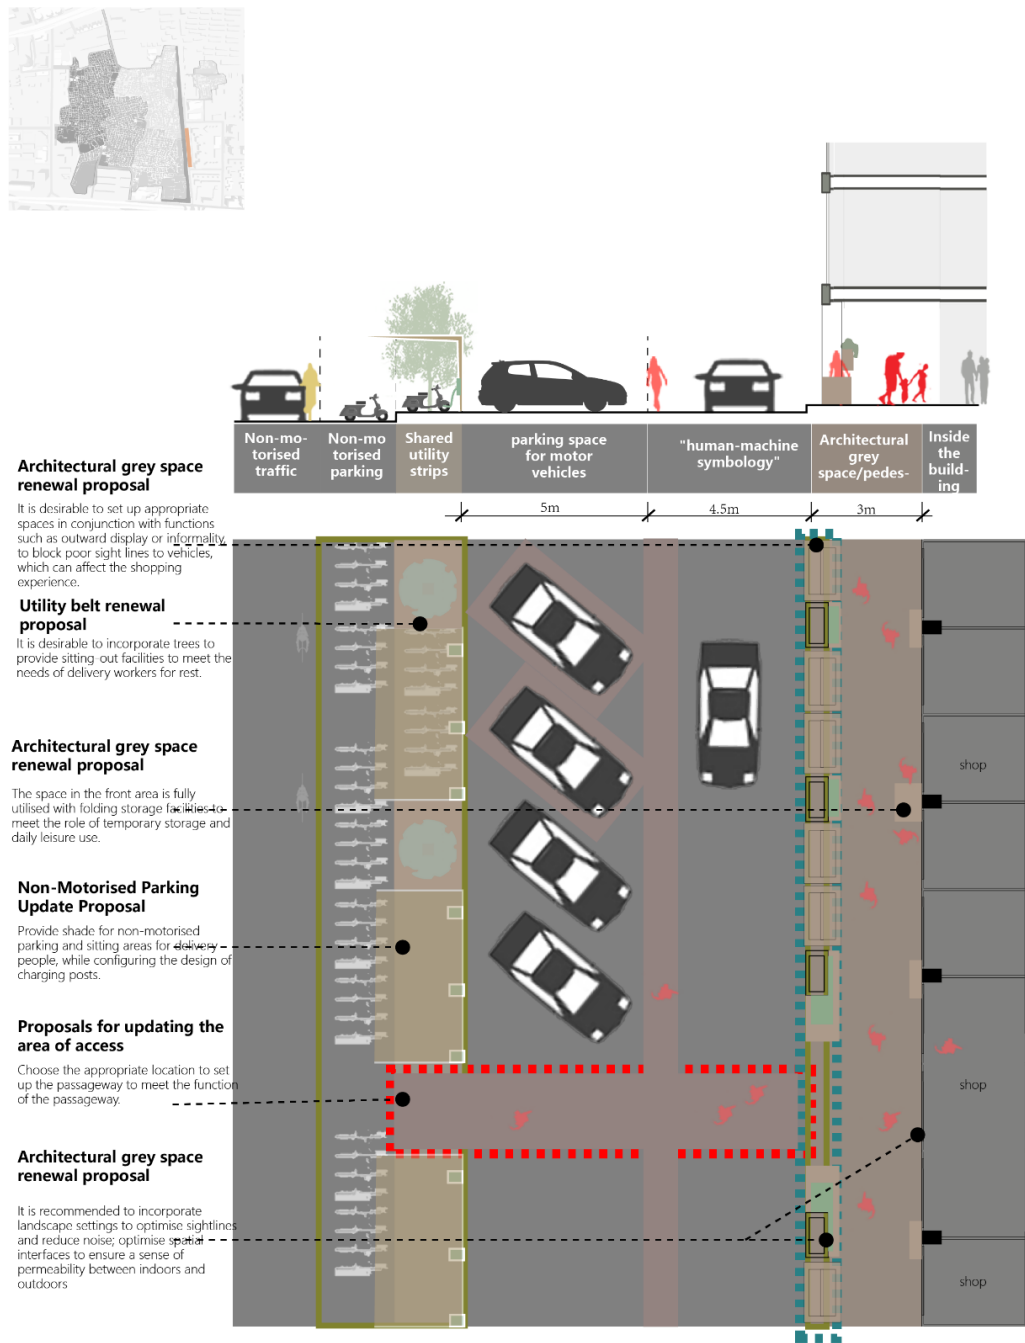 Non-mo-
torised
traffic
Non-mo
torised
parking
Shared
utility
strips
parking space
for motor
vehicles
"human-machine
symbology"
Architectural
grey
space/pedes-
Inside
the
build-
ing
5m
4.5m
3m
Architectural grey space
renewal proposal
It is desirable to set up appropriate
spaces in conjunction with functions
such as outward display or informality,
to block poor sight lines to vehicles,
which can affect the shopping
experience.
Utility belt renewal
proposal
It is desirable to incorporate trees to
provide sitting-out facilities to meet the
needs of delivery workers for rest.
Architectural grey space
renewal proposal
The space in the front area is fully
utilised with folding storage facilities to
meet the role of temporary storage and
daily leisure use.
Non-Motorised Parking
Update Proposal
Provide shade for non-motorised
parking and sitting areas for delivery
people, while configuring the design of
charging posts.
Proposals for updating the
area of access
Choose the appropriate location to set
up the passageway to meet the function
of the passageway.
Architectural grey space
renewal proposal
It is recommended to incorporate
landscape settings to optimise sightlines
and reduce noise; optimise spatial
interfaces to ensure a sense of
permeability between indoors and
outdoors
shop
shop
shop